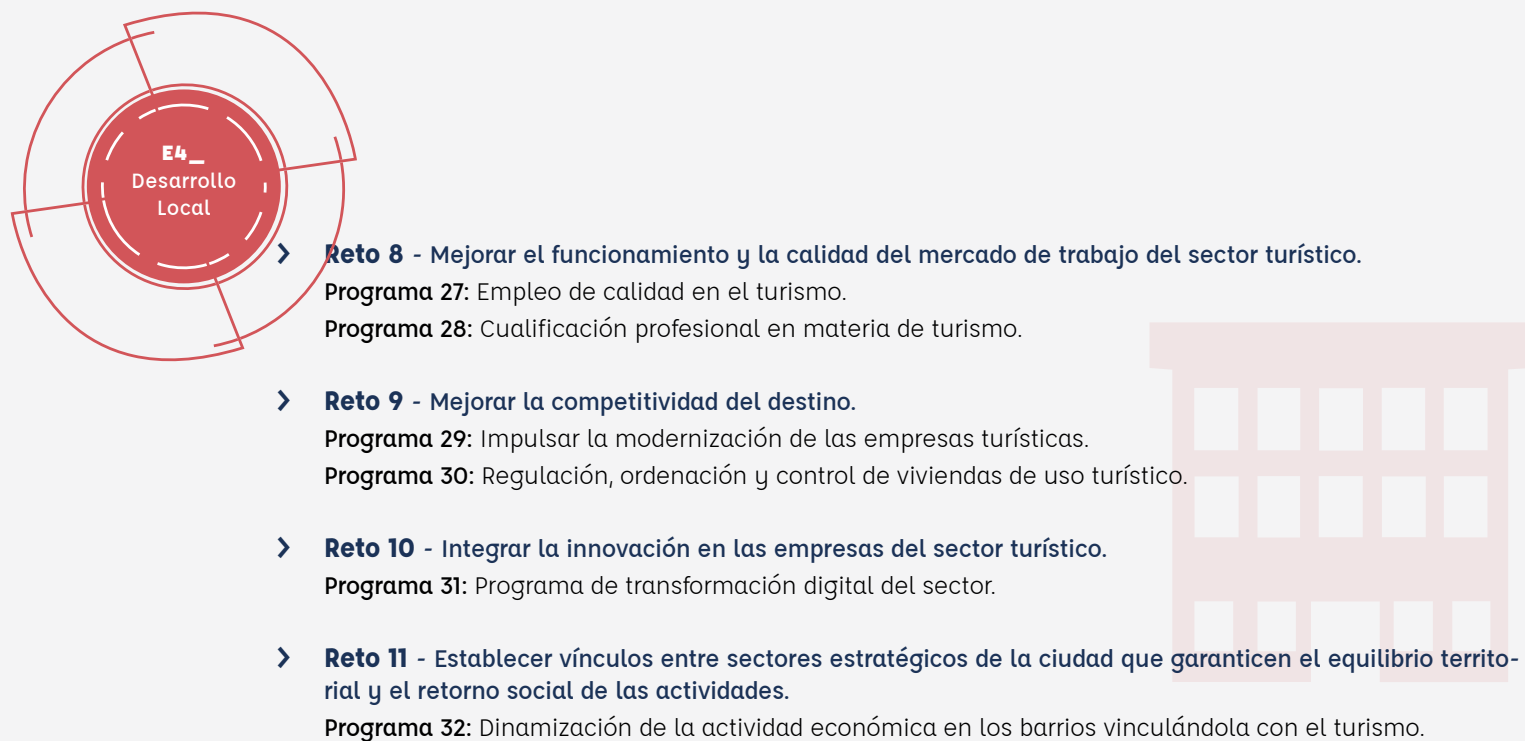 E4_
Desarrollo
Local
Reto 8 - Mejorar el funcionamiento y la calidad del mercado de trabajo del sector turístico.
Programa 27: Empleo de calidad en el turismo.
Programa 28: Cualificación profesional en materia de turismo.
Reto 9 - Mejorar la competitividad del destino.
Programa 29: Impulsar la modernización de las empresas turísticas.
Programa 30: Regulación, ordenación y control de viviendas de uso turístico.
Reto 10 - Integrar la innovación en las empresas del sector turístico.
Programa 31: Programa de transformación digital del sector.
Reto 11 - Establecer vínculos entre sectores estratégicos de la ciudad que garanticen el equilibrio territo-
rial y el retorno social de las actividades.
Programa 32: Dinamización de la actividad económica en los barrios vinculándola con el turismo.